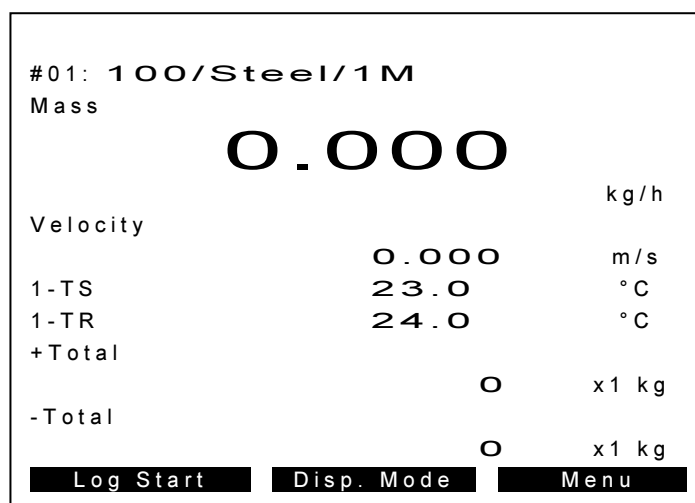 #01: 100/Steel/1M
Mass
0.000
kg/h
Velocity
0.000 m/s
1-TS 23.0 °C
1-TR 24.0 °C
+Total
0 x1 kg
-Total
0 x1 kg
Log Start Disp. Mode Menu